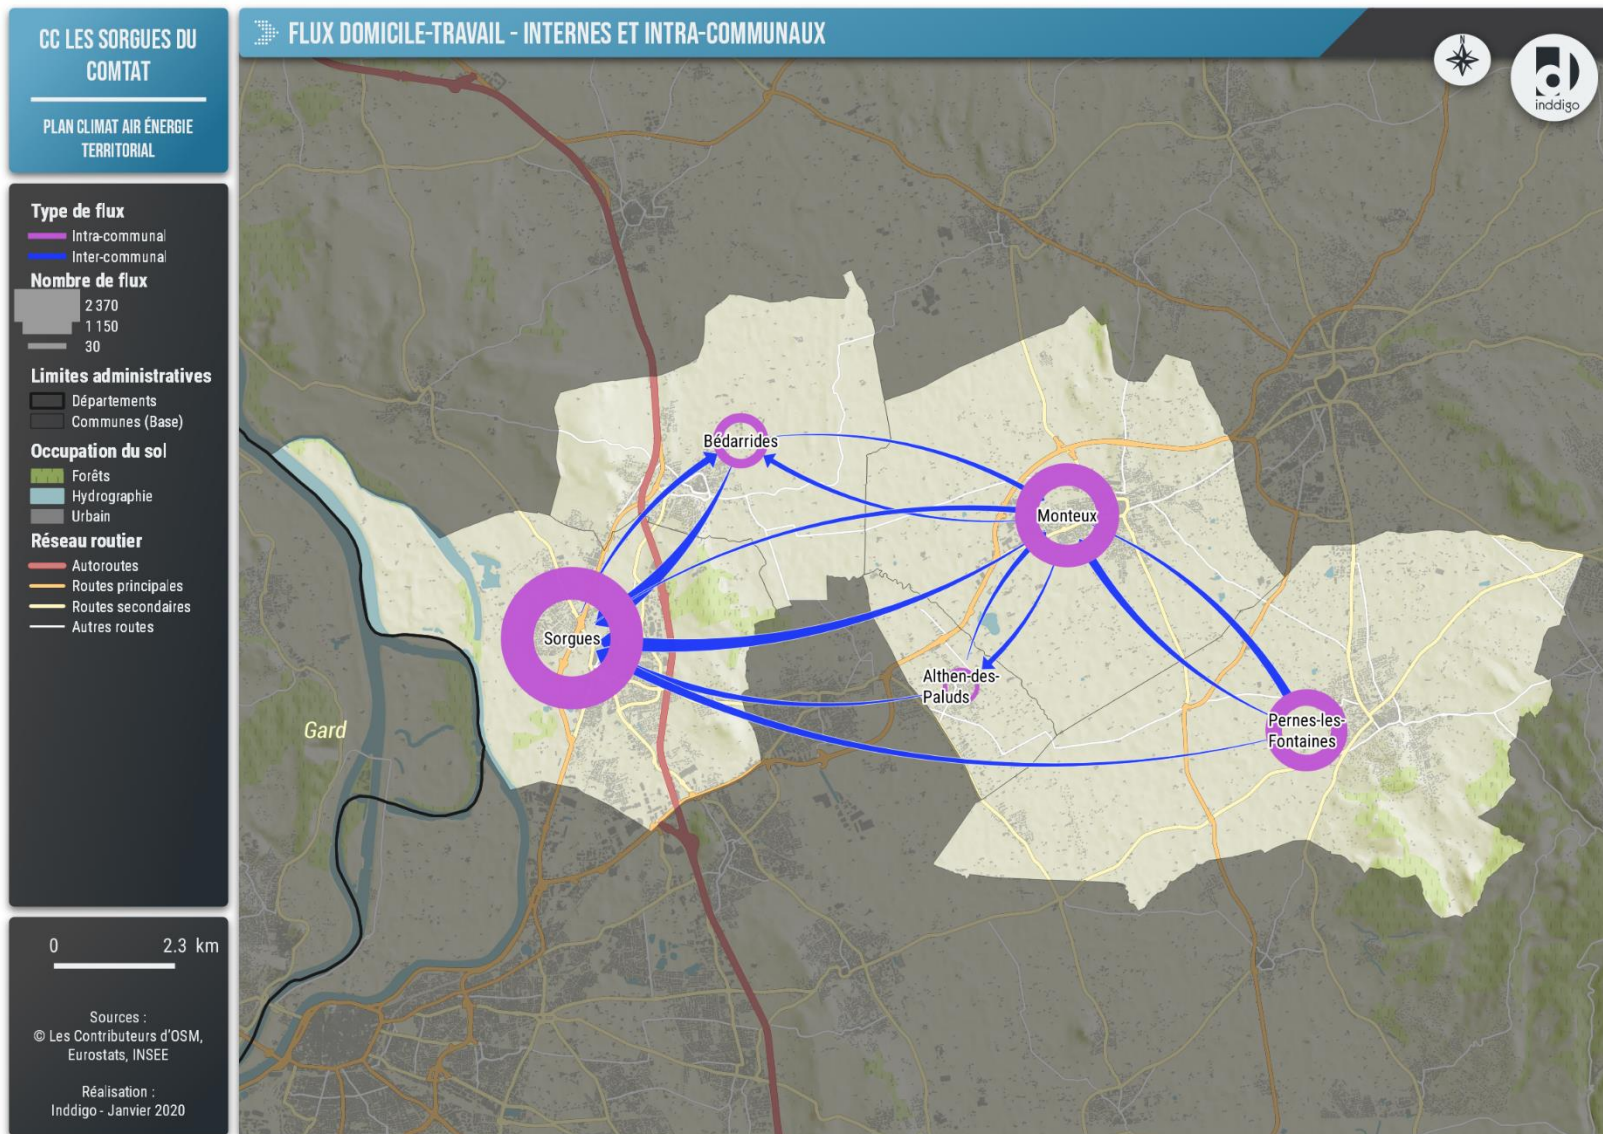 CC LES SORGUES DU
COMTAT
PLAN CLIMAT AIR ÉNERGIE
TERRITORIAL
FLUX DOMICILE-TRAVAIL - INTERNES ET INTRA-COMMUNAUX
N
inddigo
Type de flux
Intra-communal
Inter-communal
Nombre de flux
2 370
1 150
30
Limites administratives
Départements
Communes (Base)
Occupation du sol
Forêts
Hydrographie
Urbain
Réseau routier
Autoroutes
Routes principales
Routes secondaires
Autres routes
Bédarrides
Monteux
Sorgues
Althen-des-
Paluds
Pernes-les-
Fontaines
Gard
0 2.3 km
Sources :
© Les Contributeurs d'OSM,
Eurostats, INSEE
Réalisation :
Inddigo - Janvier 2020